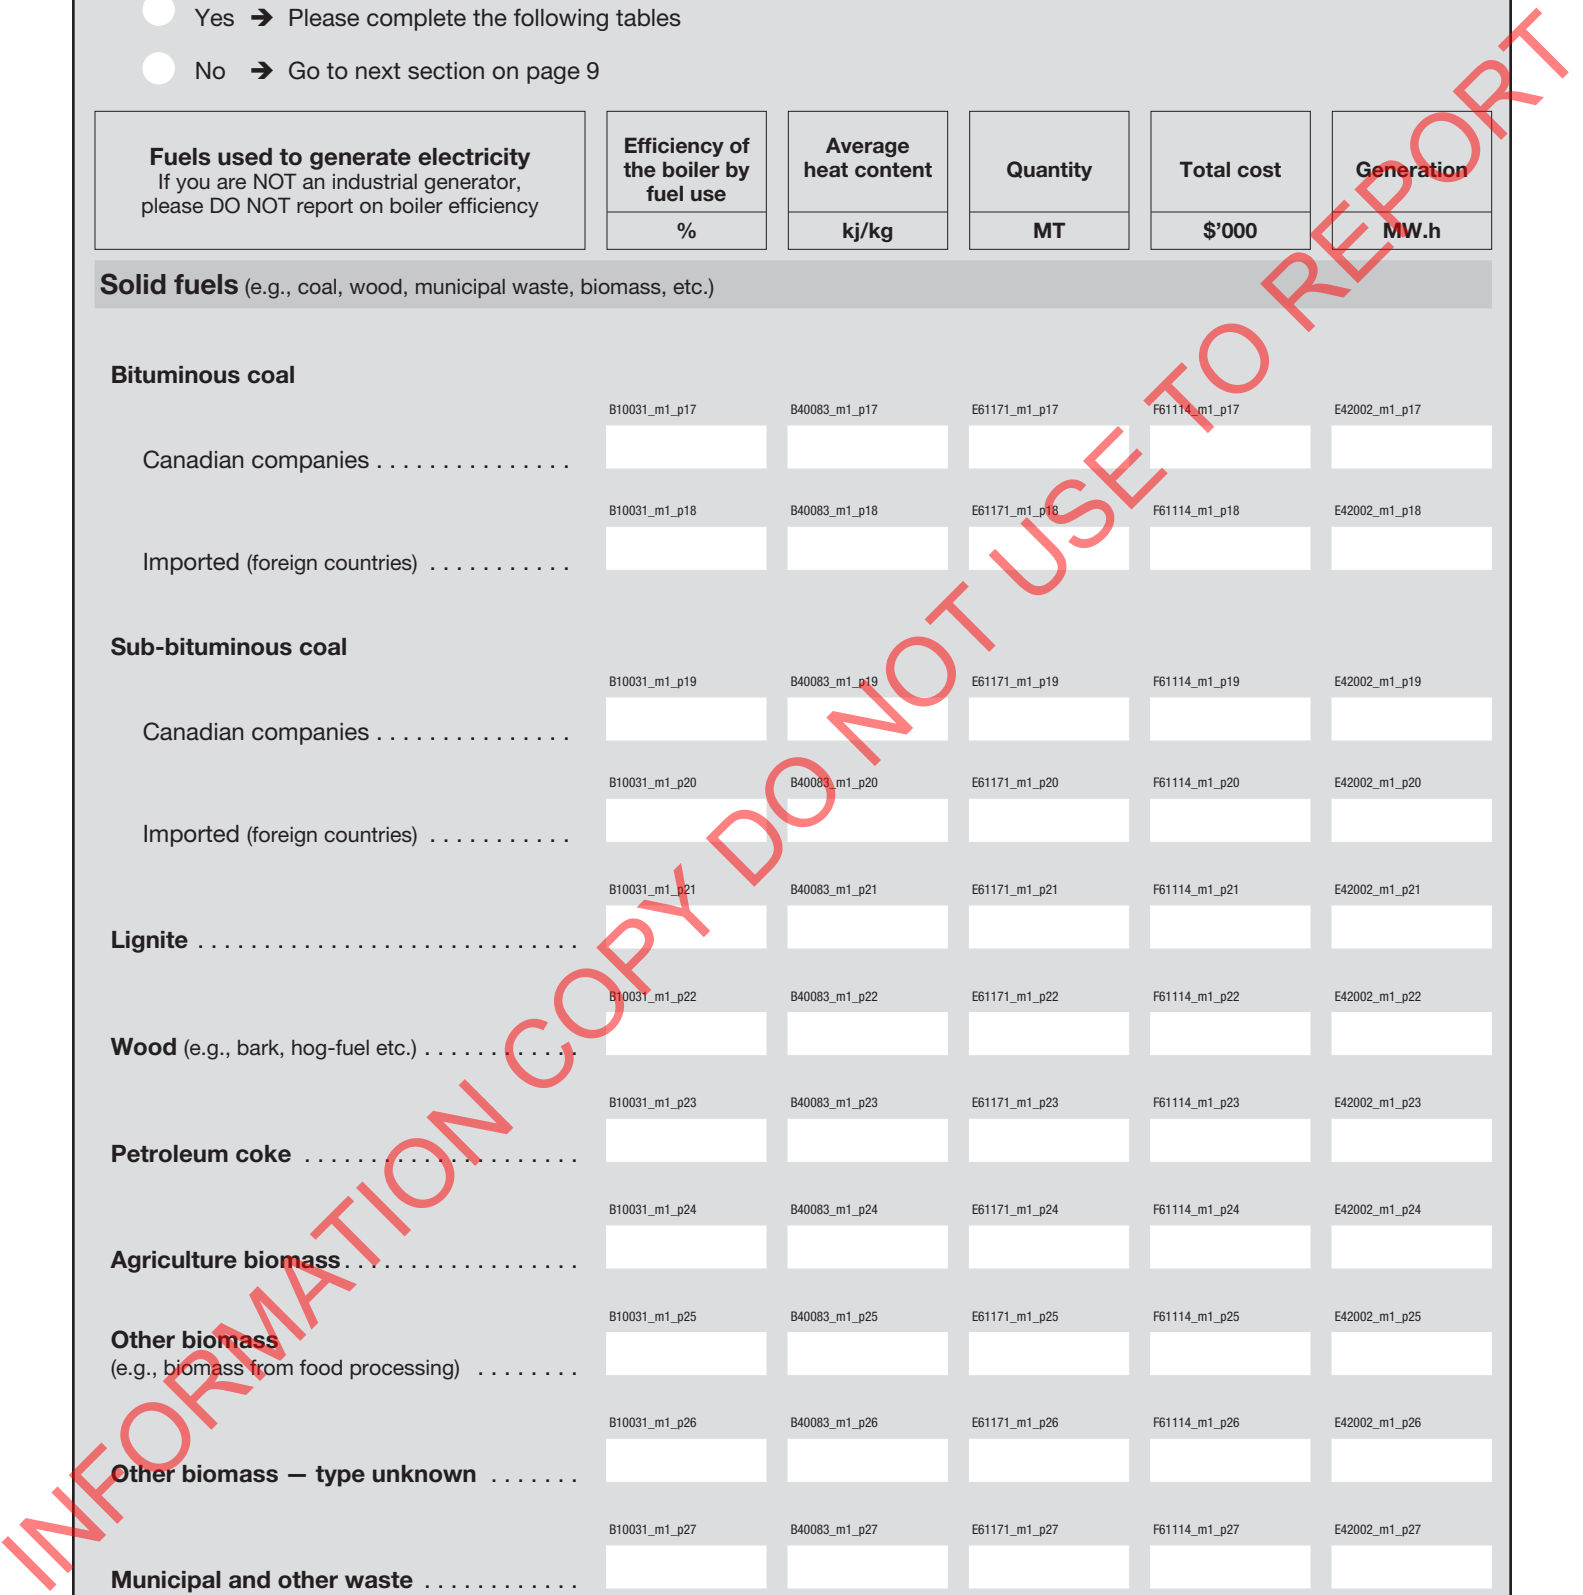 Yes ➔ Please complete the following tables
No ➔ Go to next section on page 9
Fuels used to generate electricity
If you are NOT an industrial generator,
please DO NOT report on boiler efficiency
Efficiency of
the boiler by
fuel use
%
Average
heat content
kj/kg
Quantity
MT
Total cost
$’000
Generation
MW.h
Solid fuels (e.g., coal, wood, municipal waste, biomass, etc.)
Bituminous coal
B10031_m1_p17 B40083_m1_p17 E61171_m1_p17 F61114_m1_p17 E42002_m1_p17
Canadian companies . . . . . . . . . . . . . . .
B10031_m1_p18 B40083_m1_p18 E61171_m1_p18 F61114_m1_p18 E42002_m1_p18
Imported (foreign countries) . . . . . . . . . . .
Sub-bituminous coal
B10031_m1_p19 B40083_m1_p19 E61171_m1_p19 F61114_m1_p19 E42002_m1_p19
Canadian companies . . . . . . . . . . . . . . .
B10031_m1_p20 B40083_m1_p20 E61171_m1_p20 F61114_m1_p20 E42002_m1_p20
Imported (foreign countries) . . . . . . . . . . .
B10031_m1_p21 B40083_m1_p21 E61171_m1_p21 F61114_m1_p21 E42002_m1_p21
Lignite . . . . . . . . . . . . . . . . . . . . . . . . . . . . .
B10031_m1_p22 B40083_m1_p22 E61171_m1_p22 F61114_m1_p22 E42002_m1_p22
Wood (e.g., bark, hog-fuel etc.) . . . . . . . . . . . .
B10031_m1_p23 B40083_m1_p23 E61171_m1_p23 F61114_m1_p23 E42002_m1_p23
Petroleum coke . . . . . . . . . . . . . . . . . . . . .
B10031_m1_p24 B40083_m1_p24 E61171_m1_p24 F61114_m1_p24 E42002_m1_p24
Agriculture biomass . . . . . . . . . . . . . . . . . .
B10031_m1_p25 B40083_m1_p25 E61171_m1_p25 F61114_m1_p25 E42002_m1_p25
Other biomass
(e.g., biomass from food processing) . . . . . . . .
B10031_m1_p26 B40083_m1_p26 E61171_m1_p26 F61114_m1_p26 E42002_m1_p26
Other biomass — type unknown . . . . . . .
B10031_m1_p27 B40083_m1_p27 E61171_m1_p27 F61114_m1_p27 E42002_m1_p27
Municipal and other waste . . . . . . . . . . . .
INFORMATION COPY DO NOT USE TO REPORT